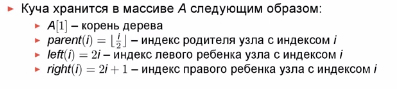 Куча хранится в массиве A следующим образом:
A[1] – корень дерева
parent(i) = ⌊i/2⌋ – индекс родителя узла с индексом i
left(i) = 2i – индекс левого ребенка узла с индексом i
right(i) = 2i + 1 – индекс правого ребенка узла с индексом i